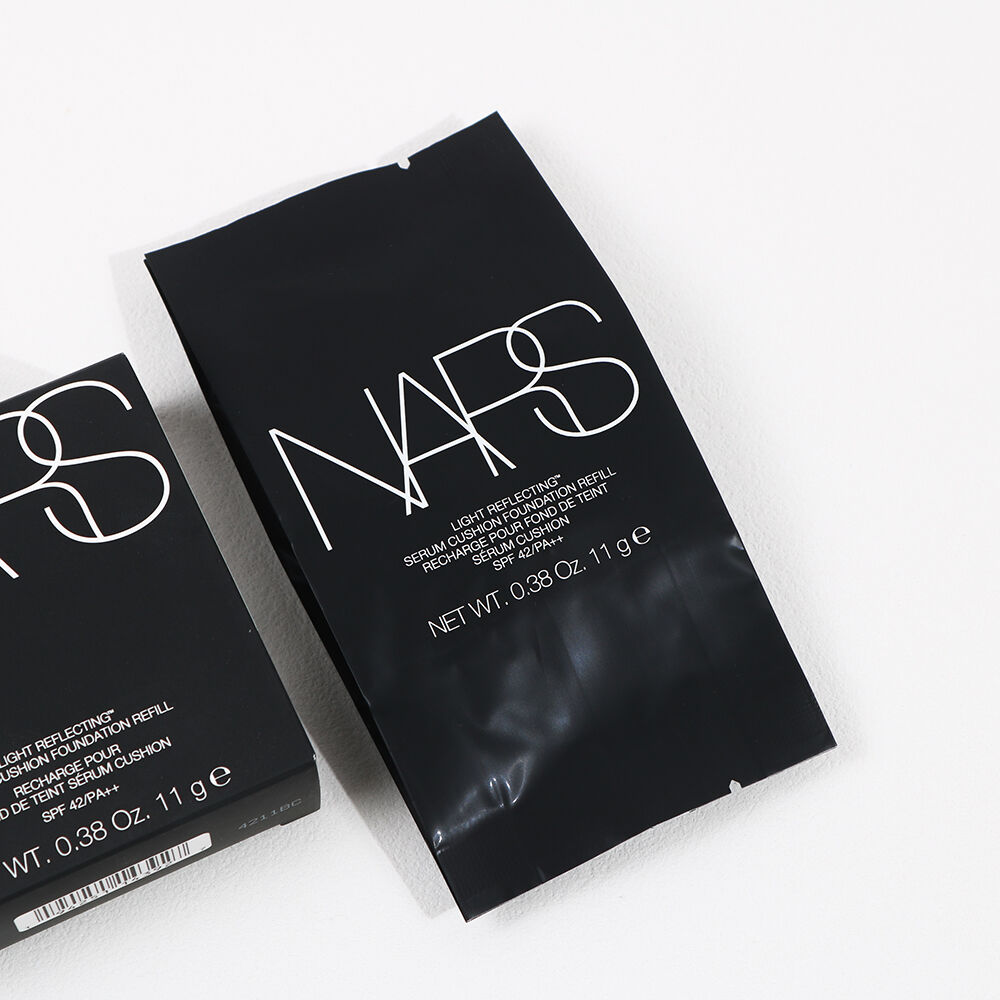 NARS
LIGHT REFLECTING™
SERUM CUSHION FOUNDATION REFILL
RECHARGE POUR FOND DE TEINT
SÉRUM CUSHION
SPF 42/PA++
NET WT. 0.38 Oz. 11 g ℮
RS
LIGHT REFLECTING™
CUSHION FOUNDATION REFILL
RECHARGE POUR
D DE TEINT SÉRUM CUSHION
SPF 42/PA++
WT. 0.38 Oz. 11 g ℮
4211BC